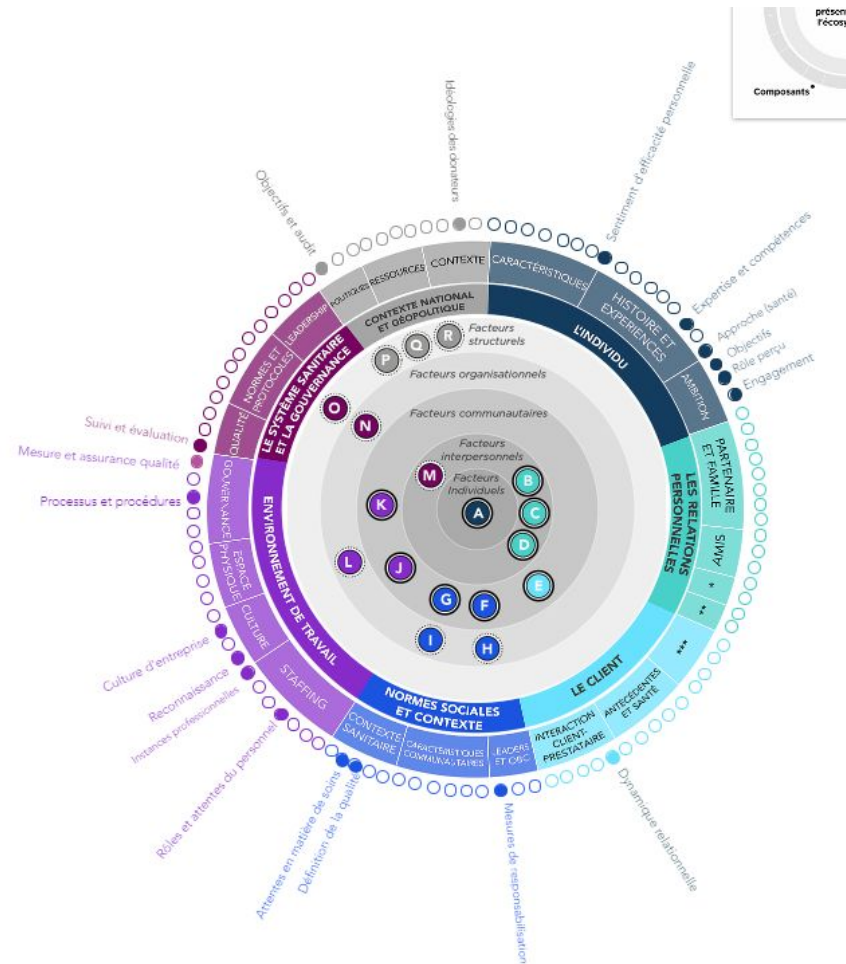 présen
l'écosy
Composants
Idéologies des donateurs
Sentiment d'efficacité personnelle
Objectifs et audit
Expertise et compétences
Approche (santé)
Objectifs
Rôle perçu
Engagement
POLITIQUES
RESSOURCES
CONTEXTE
CARACTÉRISTIQUES
HISTOIRE ET
EXPÉRIENCES
AMBITION
CONTEXTE NATIONAL
ET GÉOPOLITIQUE
L'INDIVIDU
LEADERSHIP
NORMES ET
PROTOCOLES
QUALITÉ
LE SYSTÈME SANITAIRE
ET LA GOUVERNANCE
Facteurs
structurels
Facteurs organisationnels
Facteurs communautaires
Facteurs
interpersonnels
Facteurs
Individuels
R
Q
P
O
N
M
B
K
A
C
D
L
J
E
G
F
I
H
PARTENAIRE
ET FAMILLE
AMIS
*
**
***
LES RELATIONS
PERSONNELLES
Suivi et évaluation
Mesure et assurance qualité
Processus et procédures
GOUVERNANCE
ESPACE
PHYSIQUE
CULTURE
STAFFING
ENVIRONNEMENT DE TRAVAIL
LE CLIENT
ANTÉCÉDENTES
ET SANTÉ
INTERACTION
CLIENT-
PRESTATAIRE
NORMES SOCIALES
ET CONTEXTE
CONTEXTE
SANITAIRE
CARACTÉRISTIQUES
COMMUNAUTAIRES
LEADERS
ET OBC
Culture d'entreprise
Reconnaissance
Instances professionnelles
Rôles et attentes du personnel
Attentes en matière de soins
Définition de la qualité
Mesures de responsabilisation
Dynamique relationnelle